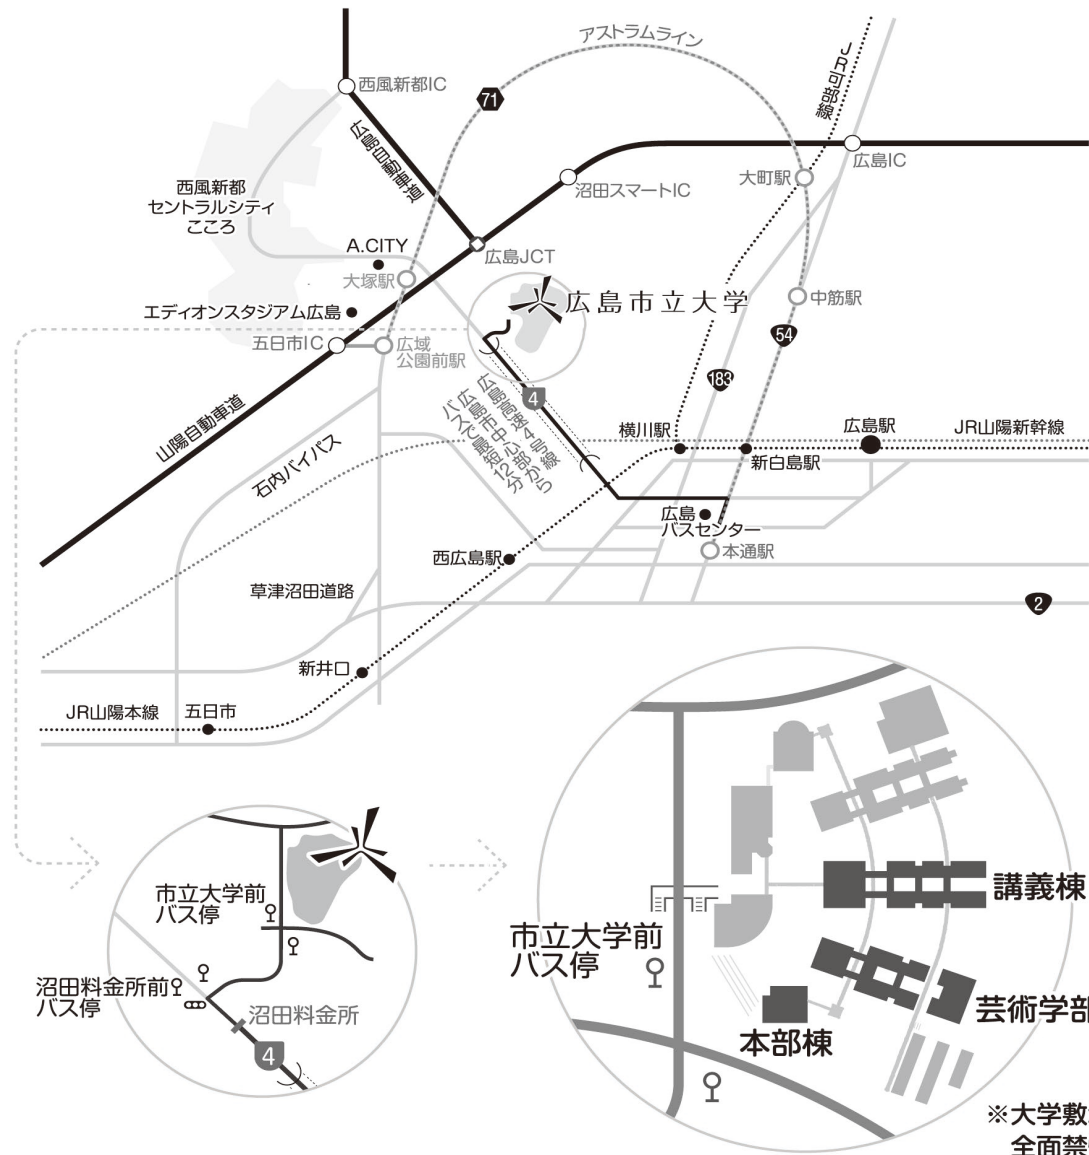 アストラムライン
JR可部線
西風新都IC
71
広島自動車道
広島IC
大町駅
沼田スマートIC
西風新都
セントラルシティ
こころ
A.CITY
広島JCT
大塚駅
広島市立大学
中筋駅
エディオンスタジアム広島
五日市IC
広域
公園前駅
54
183
4
広島高速4号線から
広島市中心部
バスで最短12分
山陽自動車道
石内バイパス
横川駅
広島駅
JR山陽新幹線
新白島駅
広島
バスセンター
本通駅
西広島駅
草津沼田道路
2
新井口
JR山陽本線
五日市
市立大学前
バス停
沼田料金所前
バス停
沼田料金所
4
講義棟
市立大学前
バス停
芸術学部
本部棟
※大学敷
全面禁